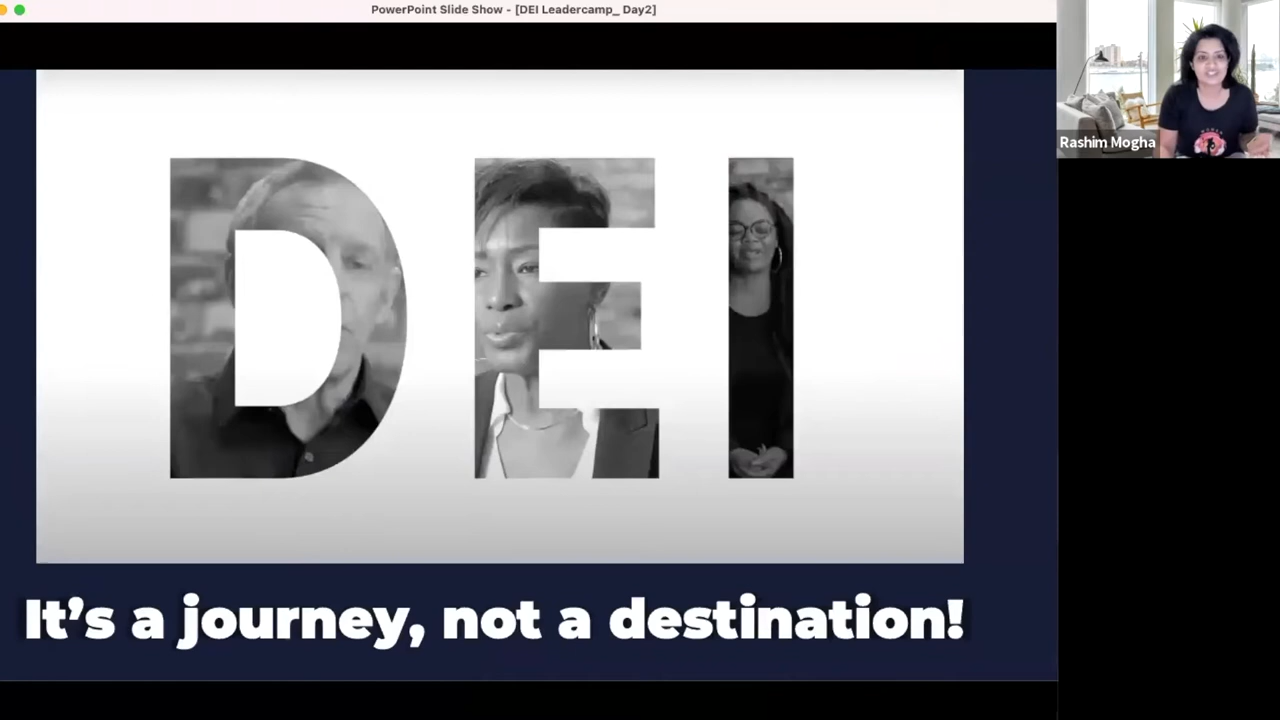 PowerPoint Slide Show - [DEI Leadercamp_ Day2]
DEI
It's a journey, not a destination!
Rashim Mogha